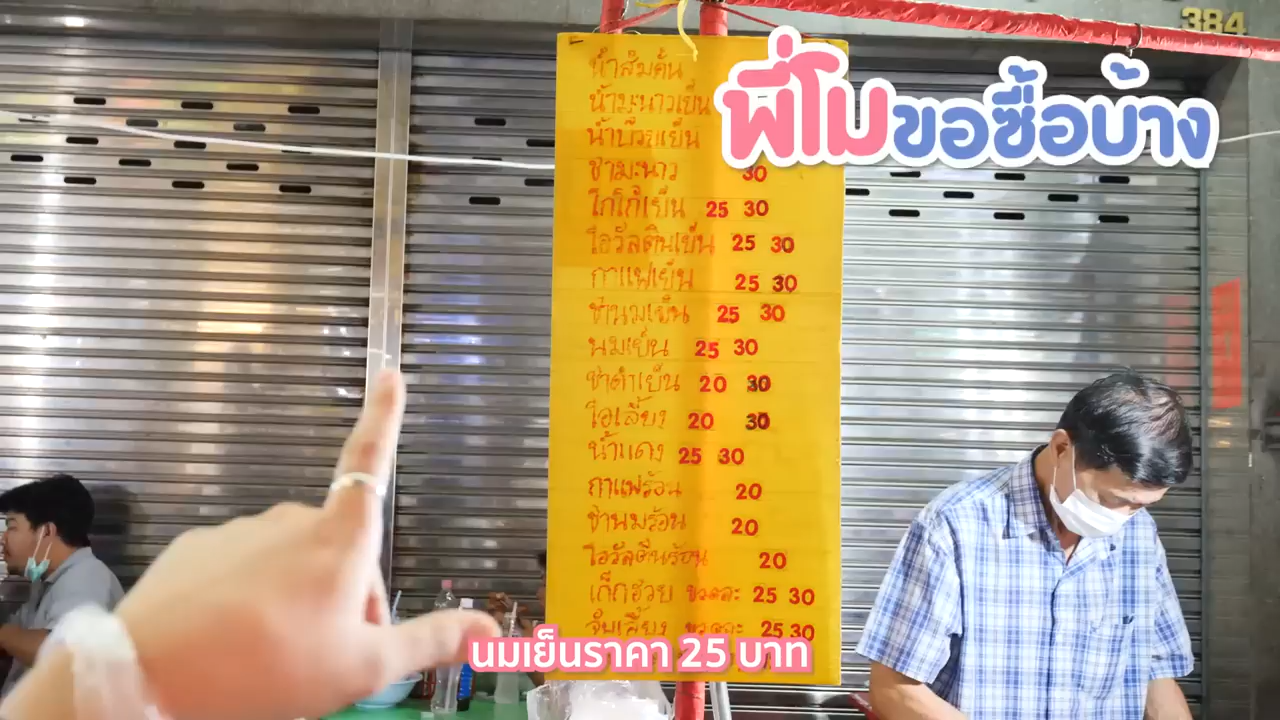 384
พี่โมขอซื้อบ้าง
น้ำส้มคั้น
น้ำมะนาวเย็น
น้ำบ๊วยเย็น
ชามะนาว 30
โกโก้เย็น 25 30
โอวัลตินเย็น 25 30
กาแฟเย็น 25 30
ชานมเย็น 25 30
นมเย็น 25 30
ชาดำเย็น 20 30
โอเลี้ยง 20 30
น้ำแดง 25 30
กาแฟร้อน 20
ชานมร้อน 20
โอวัลตินร้อน 20
เก็กฮวย ขวดละ 25 30
จับเลี้ยง ขวดละ 25 30
นมเย็นราคา 25 บาท